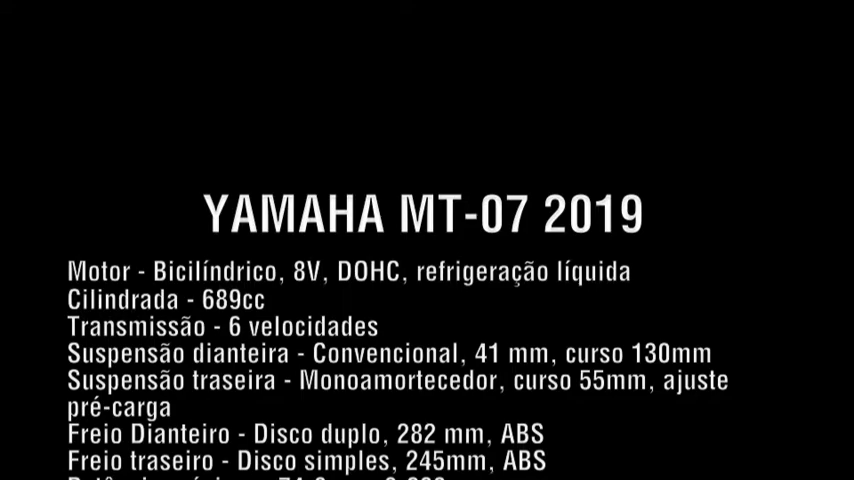 YAMAHA MT-07 2019
Motor - Bicilíndrico, 8V, DOHC, refrigeração líquida
Cilindrada - 689cc
Transmissão - 6 velocidades
Suspensão dianteira - Convencional, 41 mm, curso 130mm
Suspensão traseira - Monoamortecedor, curso 55mm, ajuste
pré-carga
Freio Dianteiro - Disco duplo, 282 mm, ABS
Freio traseiro - Disco simples, 245mm, ABS